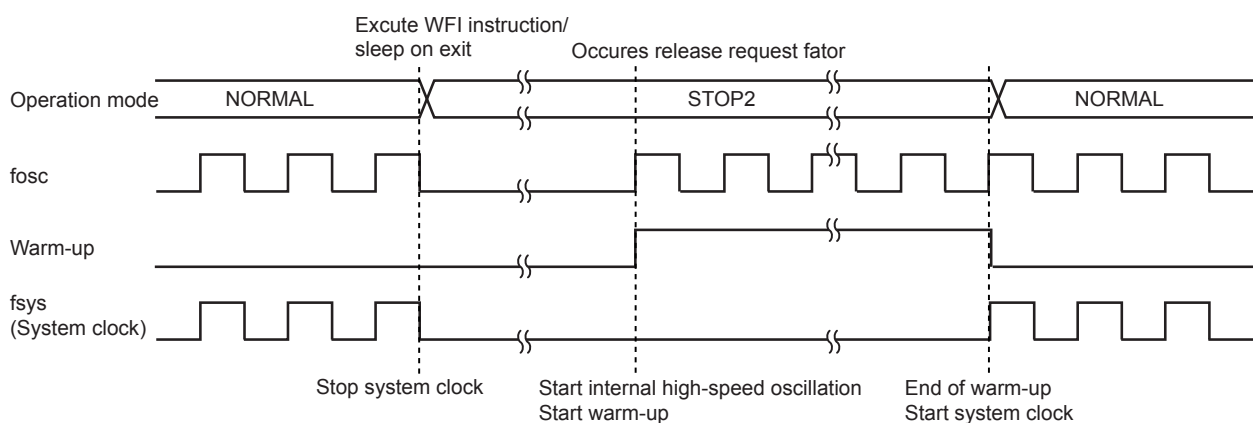 Excute WFI instruction/
sleep on exit
Occures release request fator
Operation mode
NORMAL
STOP2
NORMAL
fosc
Warm-up
fsys
(System clock)
Stop system clock
Start internal high-speed oscillation
Start warm-up
End of warm-up
Start system clock